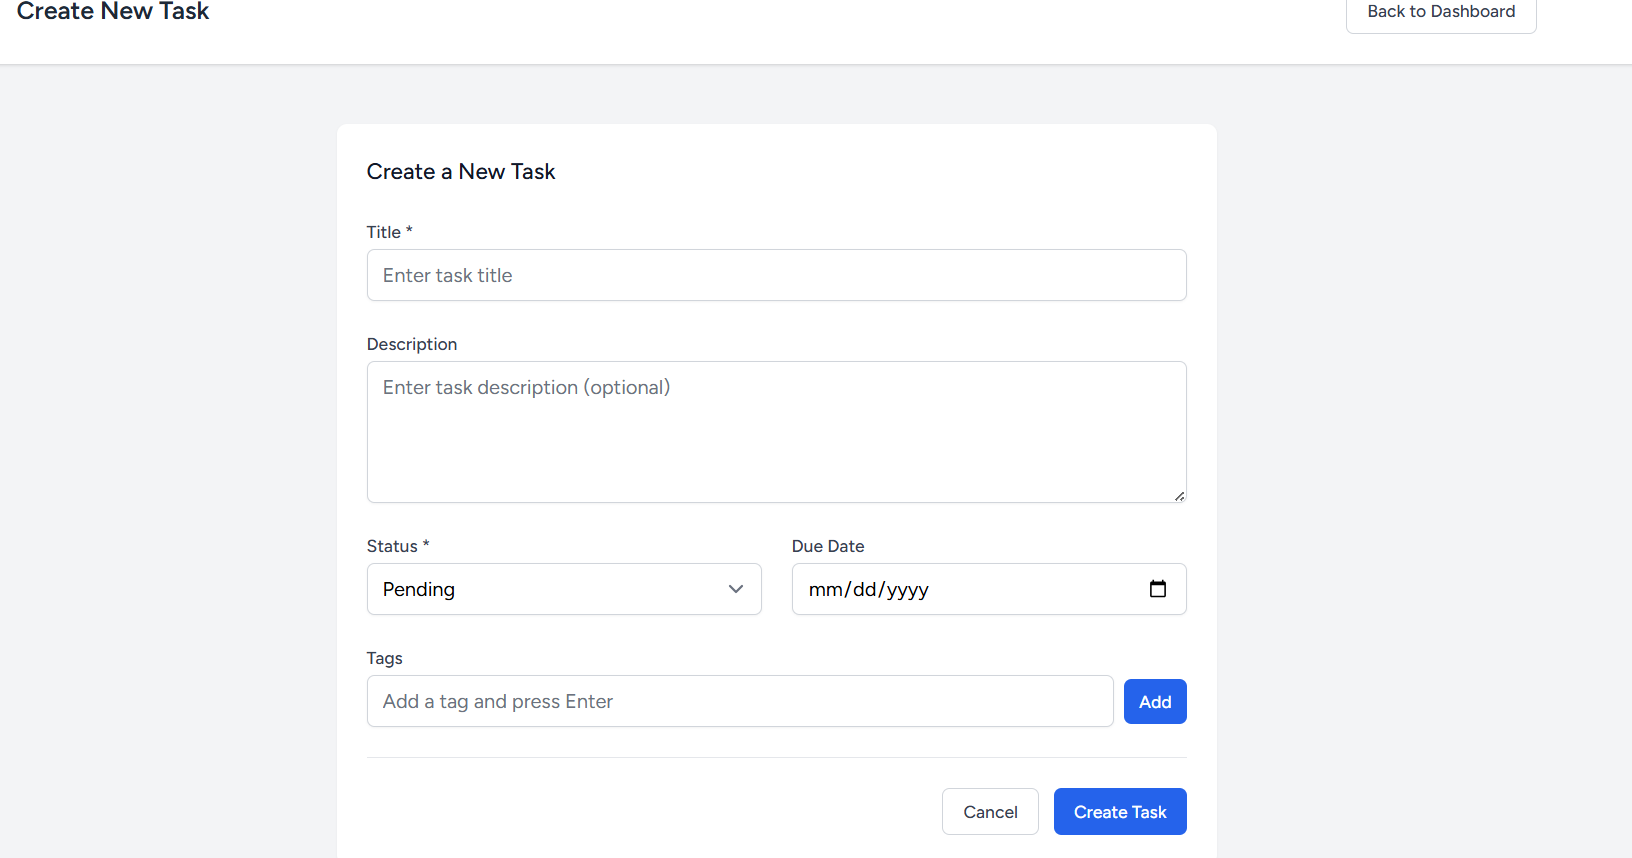 Create New Task
Back to Dashboard
Create a New Task
Title *
Enter task title
Description
Enter task description (optional)
Status *
Due Date
Pending
mm/dd/yyyy
Tags
Add a tag and press Enter
Add
Cancel
Create Task